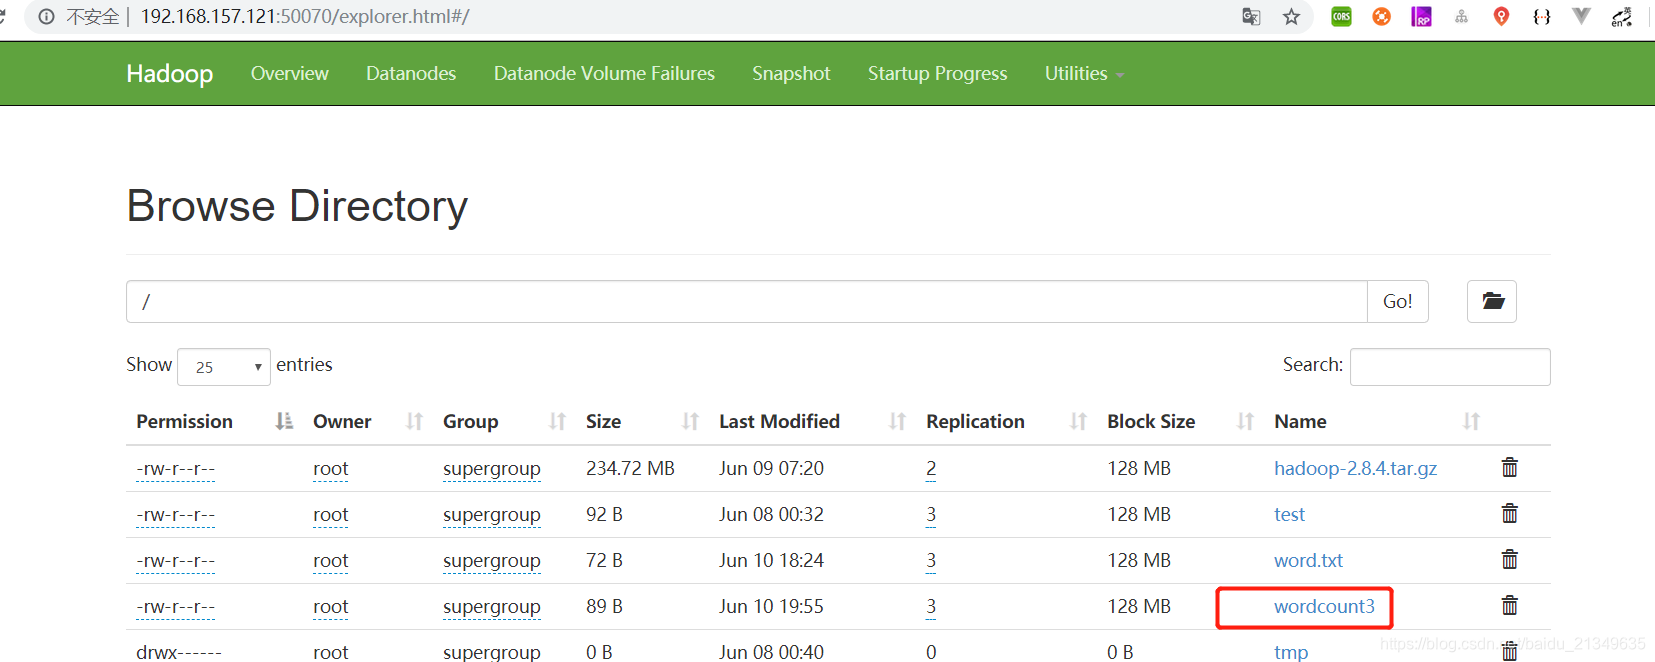 不安全 | 192.168.157.121:50070/explorer.html#/
CORS RP en英
Hadoop Overview Datanodes Datanode Volume Failures Snapshot Startup Progress Utilities
Browse Directory
/ Go!
Show 25 entries Search:
Permission Owner Group Size Last Modified Replication Block Size Name
-rw-r--r-- root supergroup 234.72 MB Jun 09 07:20 2 128 MB hadoop-2.8.4.tar.gz
-rw-r--r-- root supergroup 92 B Jun 08 00:32 3 128 MB test
-rw-r--r-- root supergroup 72 B Jun 10 18:24 3 128 MB word.txt
-rw-r--r-- root supergroup 89 B Jun 10 19:55 3 128 MB wordcount3
drwx------ root supergroup 0 B Jun 08 00:40 0 0 B tmp
https://blog.csdn.net/baidu_21349635